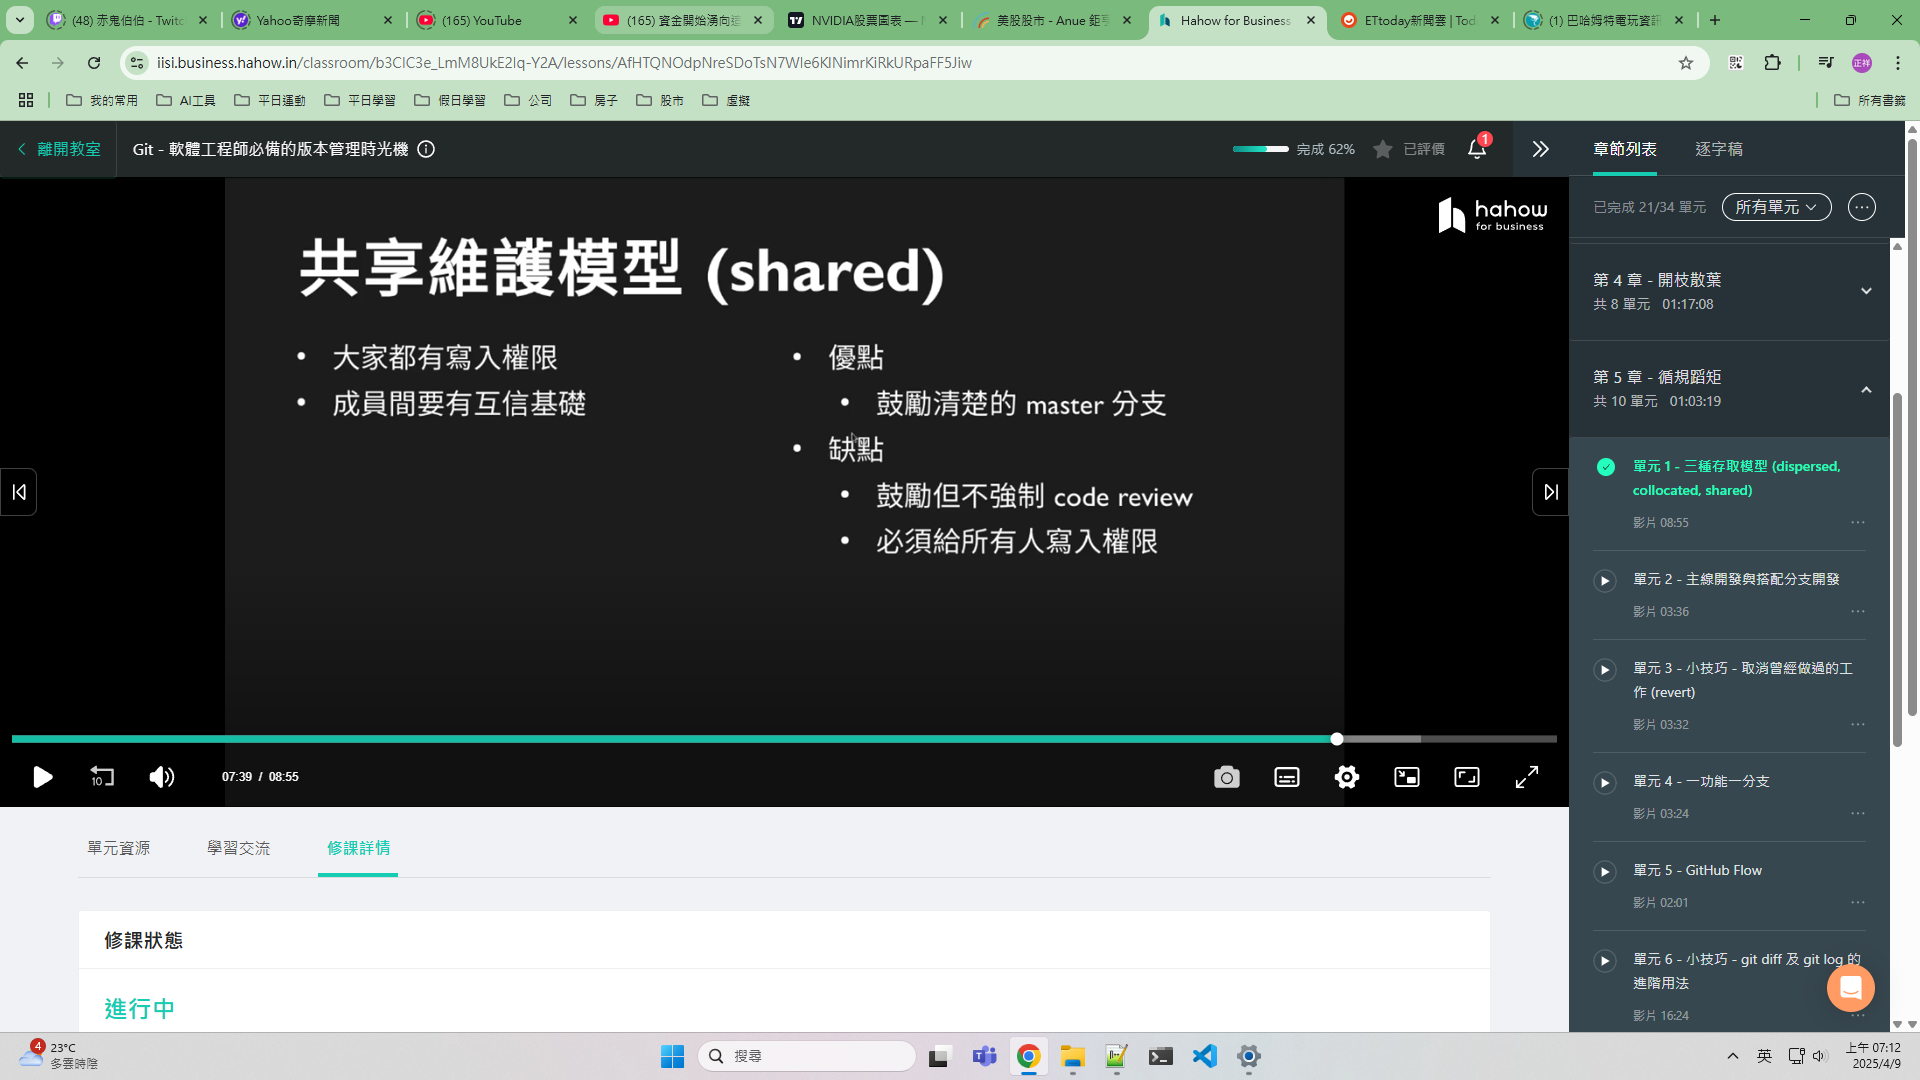 (48) 赤鬼伯伯 - Twitc
Yahoo奇摩新聞
(165) YouTube
(165) 資金開始湧向
NVIDIA股票圖表 —
美股股市 - Anue 鉅
Hahow for Business
ETtoday新聞雲 | Tod
(1) 巴哈姆特電玩資訊
iisi.business.hahow.in/classroom/b3CIC3e_LmM8UkE2lq-Y2A/lessons/AfHTQNOdpNreSDoTsN7WIe6KINimrKiRkURpaFF5Jiw
正祥
我的常用
AI工具
平日運動
平日學習
假日學習
公司
房子
股市
虛擬
所有書籤
離開教室
Git - 軟體工程師必備的版本管理時光機
完成 62%
已評價
1
章節列表
逐字稿
hahow
for business
共享維護模型 (shared)
• 大家都有寫入權限
• 成員間要有互信基礎
• 優點
• 鼓勵清楚的 master 分支
• 缺點
• 鼓勵但不強制 code review
• 必須給所有人寫入權限
10
07:39 / 08:55
已完成 21/34 單元
所有單元
第 4 章 - 開枝散葉
共 8 單元 01:17:08
第 5 章 - 循規蹈矩
共 10 單元 01:03:19
單元 1 - 三種存取模型 (dispersed,
collocated, shared)
影片 08:55
單元 2 - 主線開發與搭配分支開發
影片 03:36
單元 3 - 小技巧 - 取消曾經做過的工
作 (revert)
影片 03:32
單元 4 - 一功能一分支
影片 03:24
單元 5 - GitHub Flow
影片 02:01
單元 6 - 小技巧 - git diff 及 git log 的
進階用法
影片 16:24
單元資源
學習交流
修課詳情
修課狀態
進行中
4
23°C
多雲時陰
搜尋
英
上午 07:12
2025/4/9